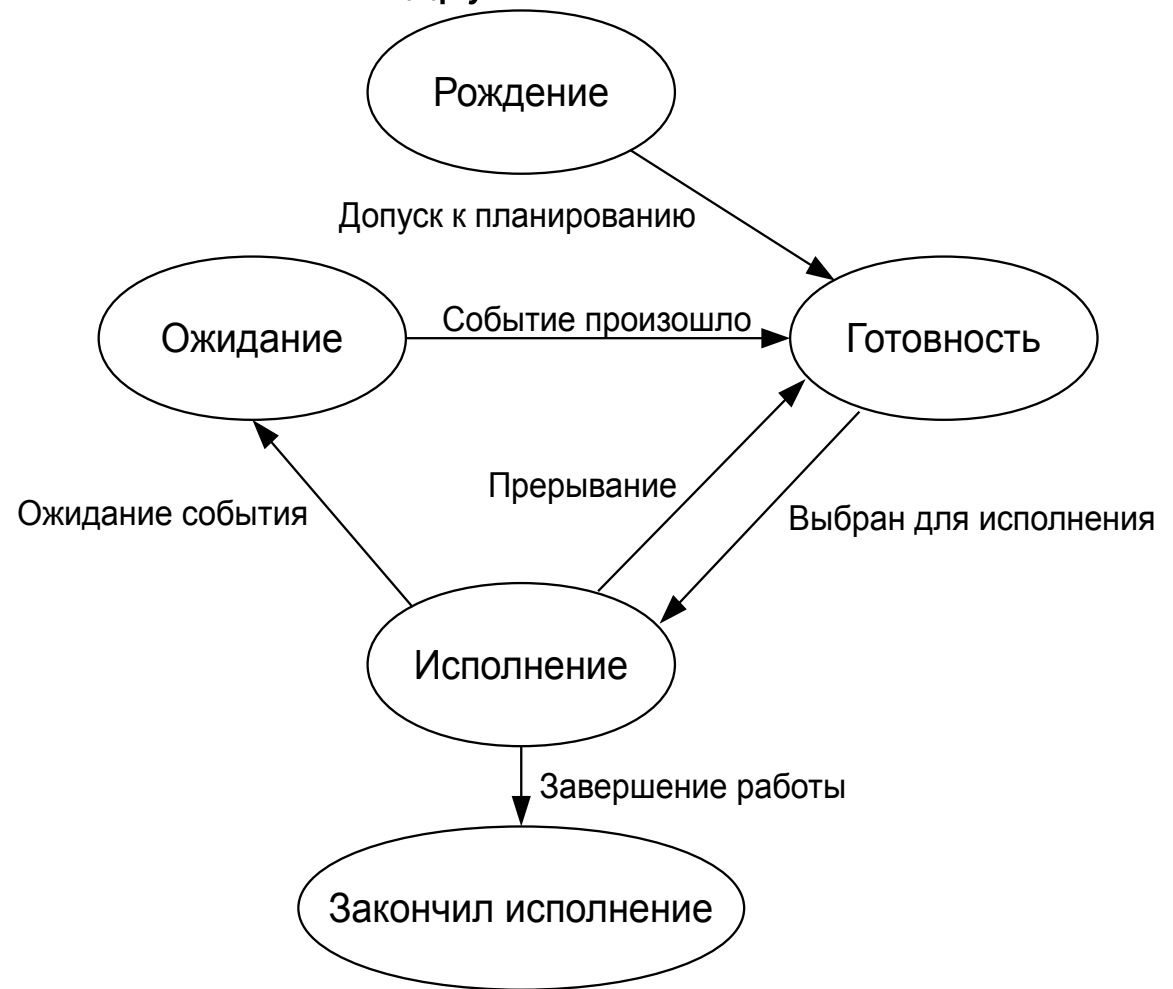 Рождение
Допуск к планированию
Ожидание
Событие произошло
Готовность
Прерывание
Ожидание события
Выбран для исполнения
Исполнение
Завершение работы
Закончил исполнение